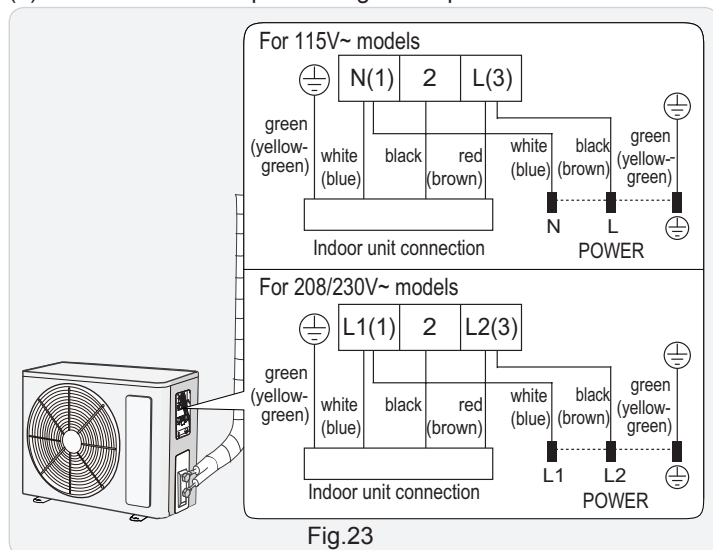 For 115V~ models
N(1) 2 L(3)
green
(yellow-
green)
white
(blue)
black
red
(brown)
white
(blue)
black
(brown)
green
(yellow-
green)
N L
Indoor unit connection
POWER
For 208/230V~ models
L1(1) 2 L2(3)
green
(yellow-
green)
white
(blue)
black
red
(brown)
white
(blue)
black
(brown)
green
(yellow-
green)
L1 L2
Indoor unit connection
POWER
Fig.23